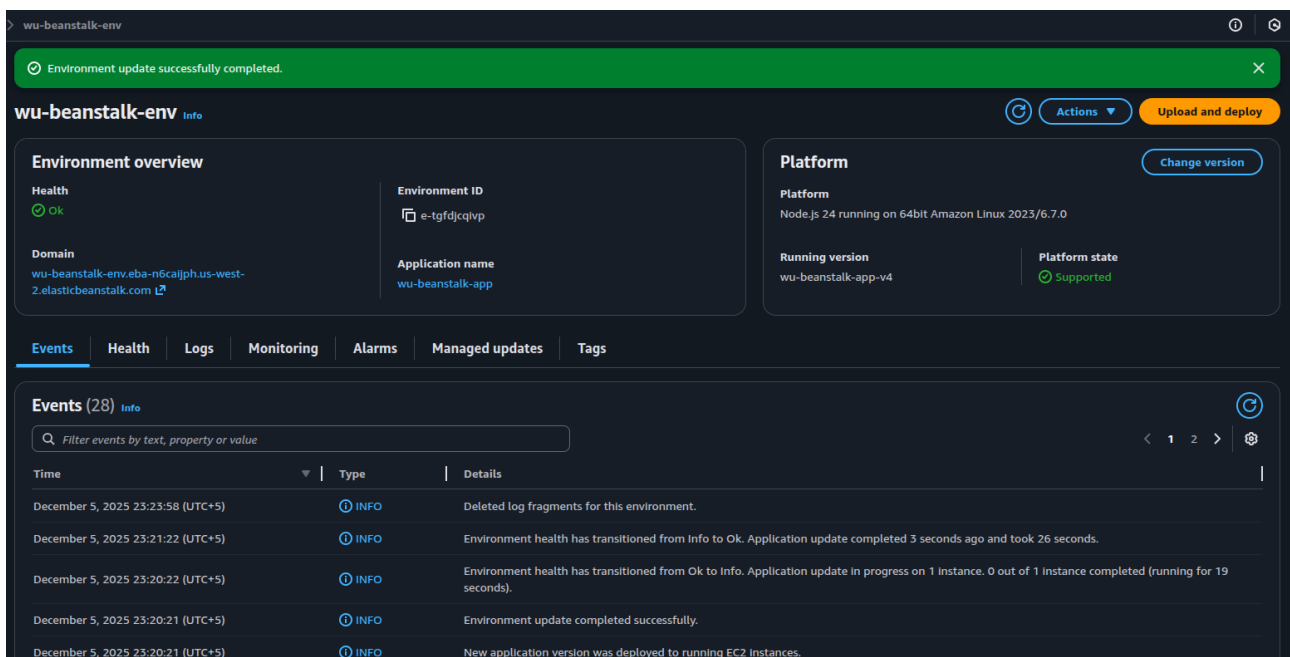 wu-beanstalk-env
Environment update successfully completed.
wu-beanstalk-env Info
Actions
Upload and deploy
Environment overview
Health
Ok
Environment ID
e-tgfdjcqivp
Domain
wu-beanstalk-env.eba-n6caijph.us-west-
2.elasticbeanstalk.com
Application name
wu-beanstalk-app
Platform
Change version
Platform
Node.js 24 running on 64bit Amazon Linux 2023/6.7.0
Running version
wu-beanstalk-app-v4
Platform state
Supported
Events Health Logs Monitoring Alarms Managed updates Tags
Events (28) Info
Filter events by text, property or value
1 2
Time Type Details
December 5, 2025 23:23:58 (UTC+5) INFO Deleted log fragments for this environment.
December 5, 2025 23:21:22 (UTC+5) INFO Environment health has transitioned from Info to Ok. Application update completed 3 seconds ago and took 26 seconds.
December 5, 2025 23:20:22 (UTC+5) INFO Environment health has transitioned from Ok to Info. Application update in progress on 1 instance. 0 out of 1 instance completed (running for 19
seconds).
December 5, 2025 23:20:21 (UTC+5) INFO Environment update completed successfully.
December 5, 2025 23:20:21 (UTC+5) INFO New application version was deployed to running EC2 instances.